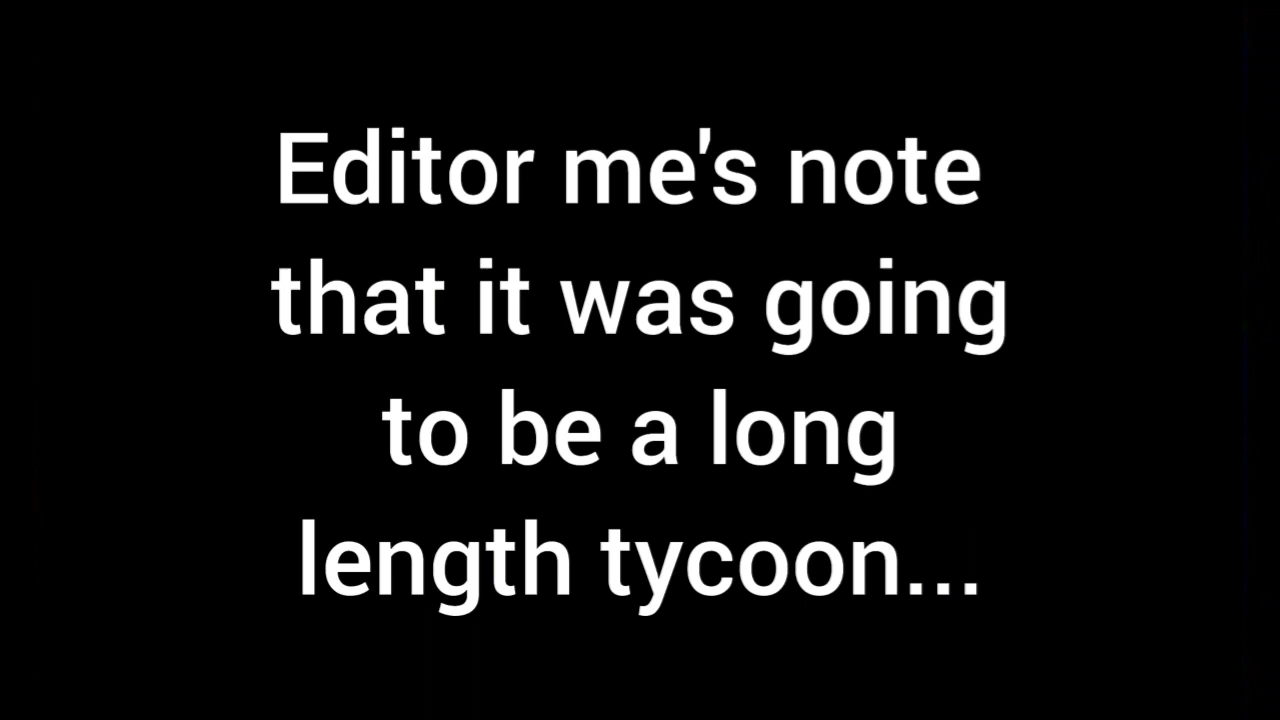 Editor me's note
that it was going
to be a long
length tycoon...